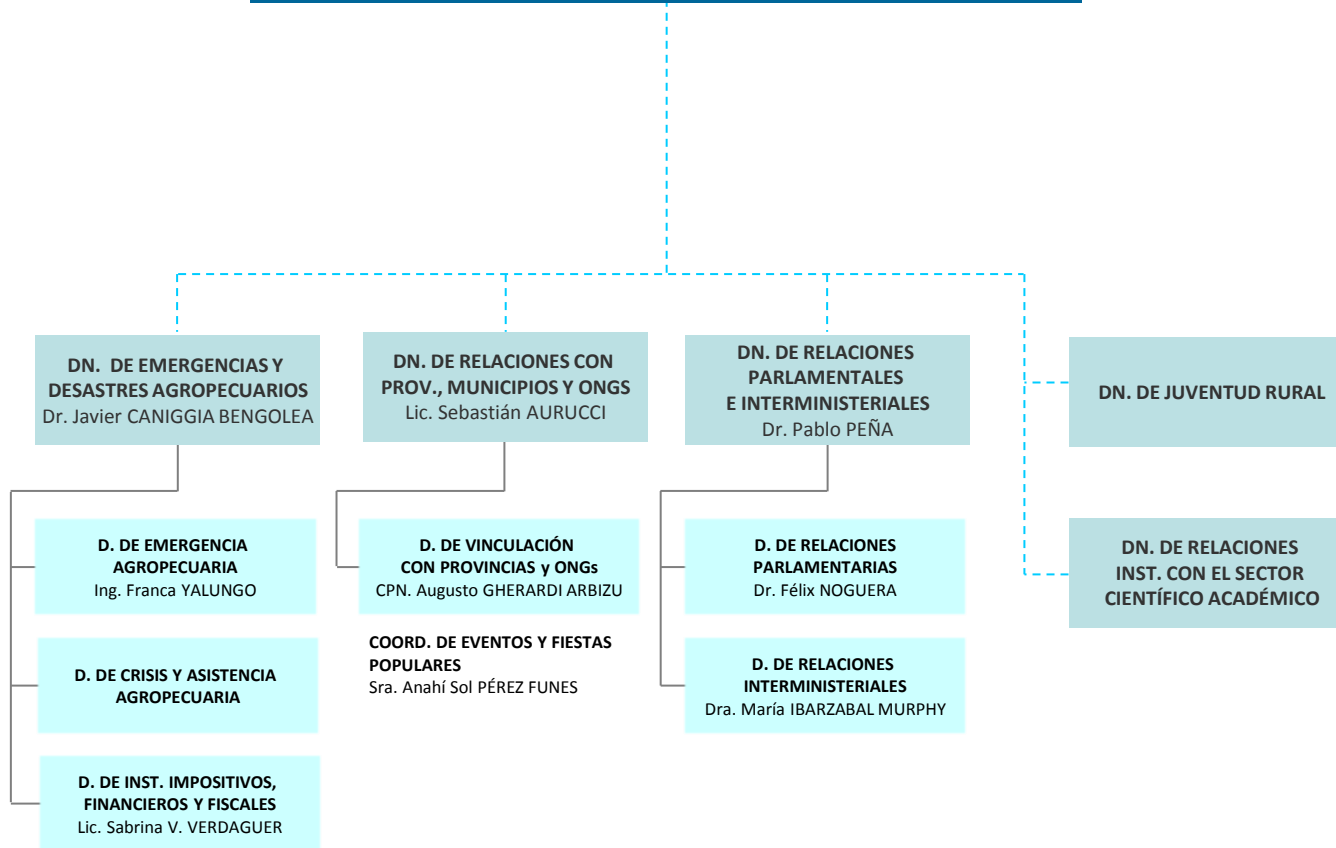 DN. DE EMERGENCIAS Y
DESASTRES AGROPECUARIOS
Dr. Javier CANIGGIA BENGOLEA
DN. DE RELACIONES CON
PROV., MUNICIPIOS Y ONGS
Lic. Sebastián AURUCCI
DN. DE RELACIONES
PARLAMENTALES
E INTERMINISTERIALES
Dr. Pablo PEÑA
DN. DE JUVENTUD RURAL
D. DE EMERGENCIA
AGROPECUARIA
Ing. Franca YALUNGO
D. DE VINCULACIÓN
CON PROVINCIAS y ONGs
CPN. Augusto GHERARDI ARBIZU
D. DE RELACIONES
PARLAMENTARIAS
Dr. Félix NOGUERA
DN. DE RELACIONES
INST. CON EL SECTOR
CIENTÍFICO ACADÉMICO
D. DE CRISIS Y ASISTENCIA
AGROPECUARIA
COORD. DE EVENTOS Y FIESTAS
POPULARES
Sra. Anahí Sol PÉREZ FUNES
D. DE RELACIONES
INTERMINISTERIALES
Dra. María IBARZABAL MURPHY
D. DE INST. IMPOSITIVOS,
FINANCIEROS Y FISCALES
Lic. Sabrina V. VERDAGUER